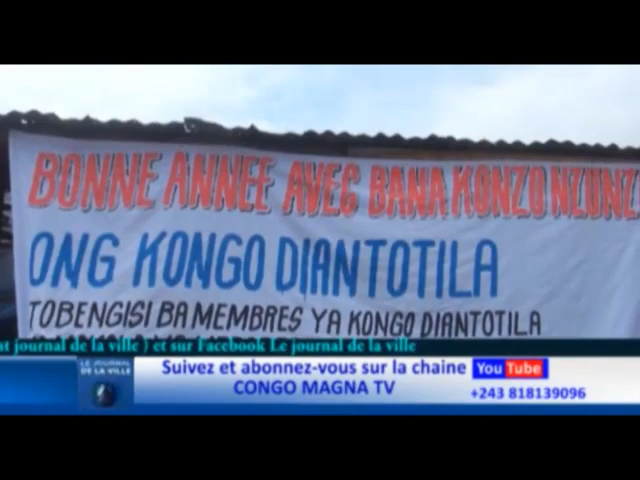 BONNE ANNEE AVEC BANA KONZO NZUNZ
ONG KONGO DIANTOTILA
TOBENGISI BA MEMBRES YA KONGO DIANTOTILA
nt journal de la ville ) et sur Facebook Le journal de la ville
LE JOURNAL
DE LA VILLE
Suivez et abonnez-vous sur la chaine YouTube
CONGO MAGNA TV
+243 818139096